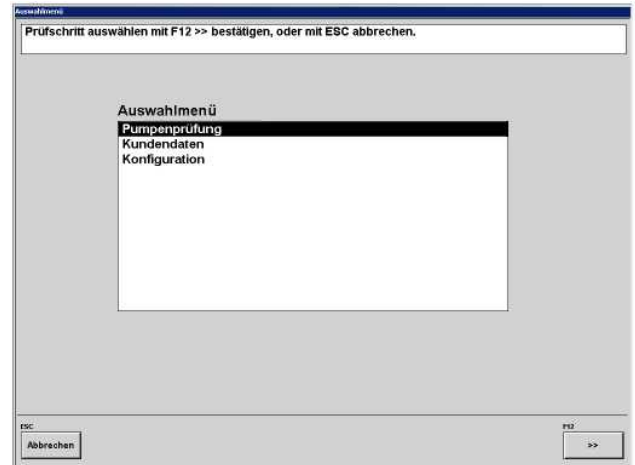 Auswahlmenü
Prüfschritt auswählen mit F12 >> bestätigen, oder mit ESC abbrechen.
Auswahlmenü
Pumpenprüfung
Kundendaten
Konfiguration
ESC
F12
Abbrechen
>>